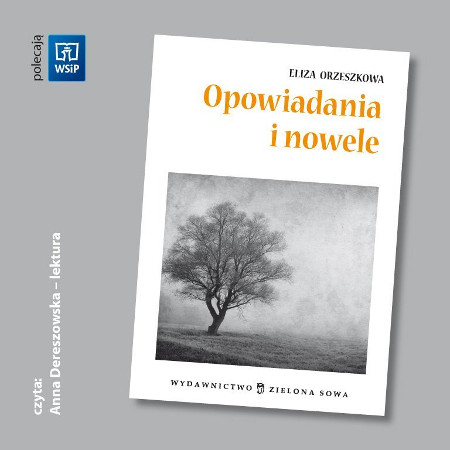 polecają
WSiP
ELIZA ORZESZKOWA
Opowiadania
i nowele
WYDAWNICTWO ZIELONA SOWA
czyta:
Anna Dereszowska – lektura